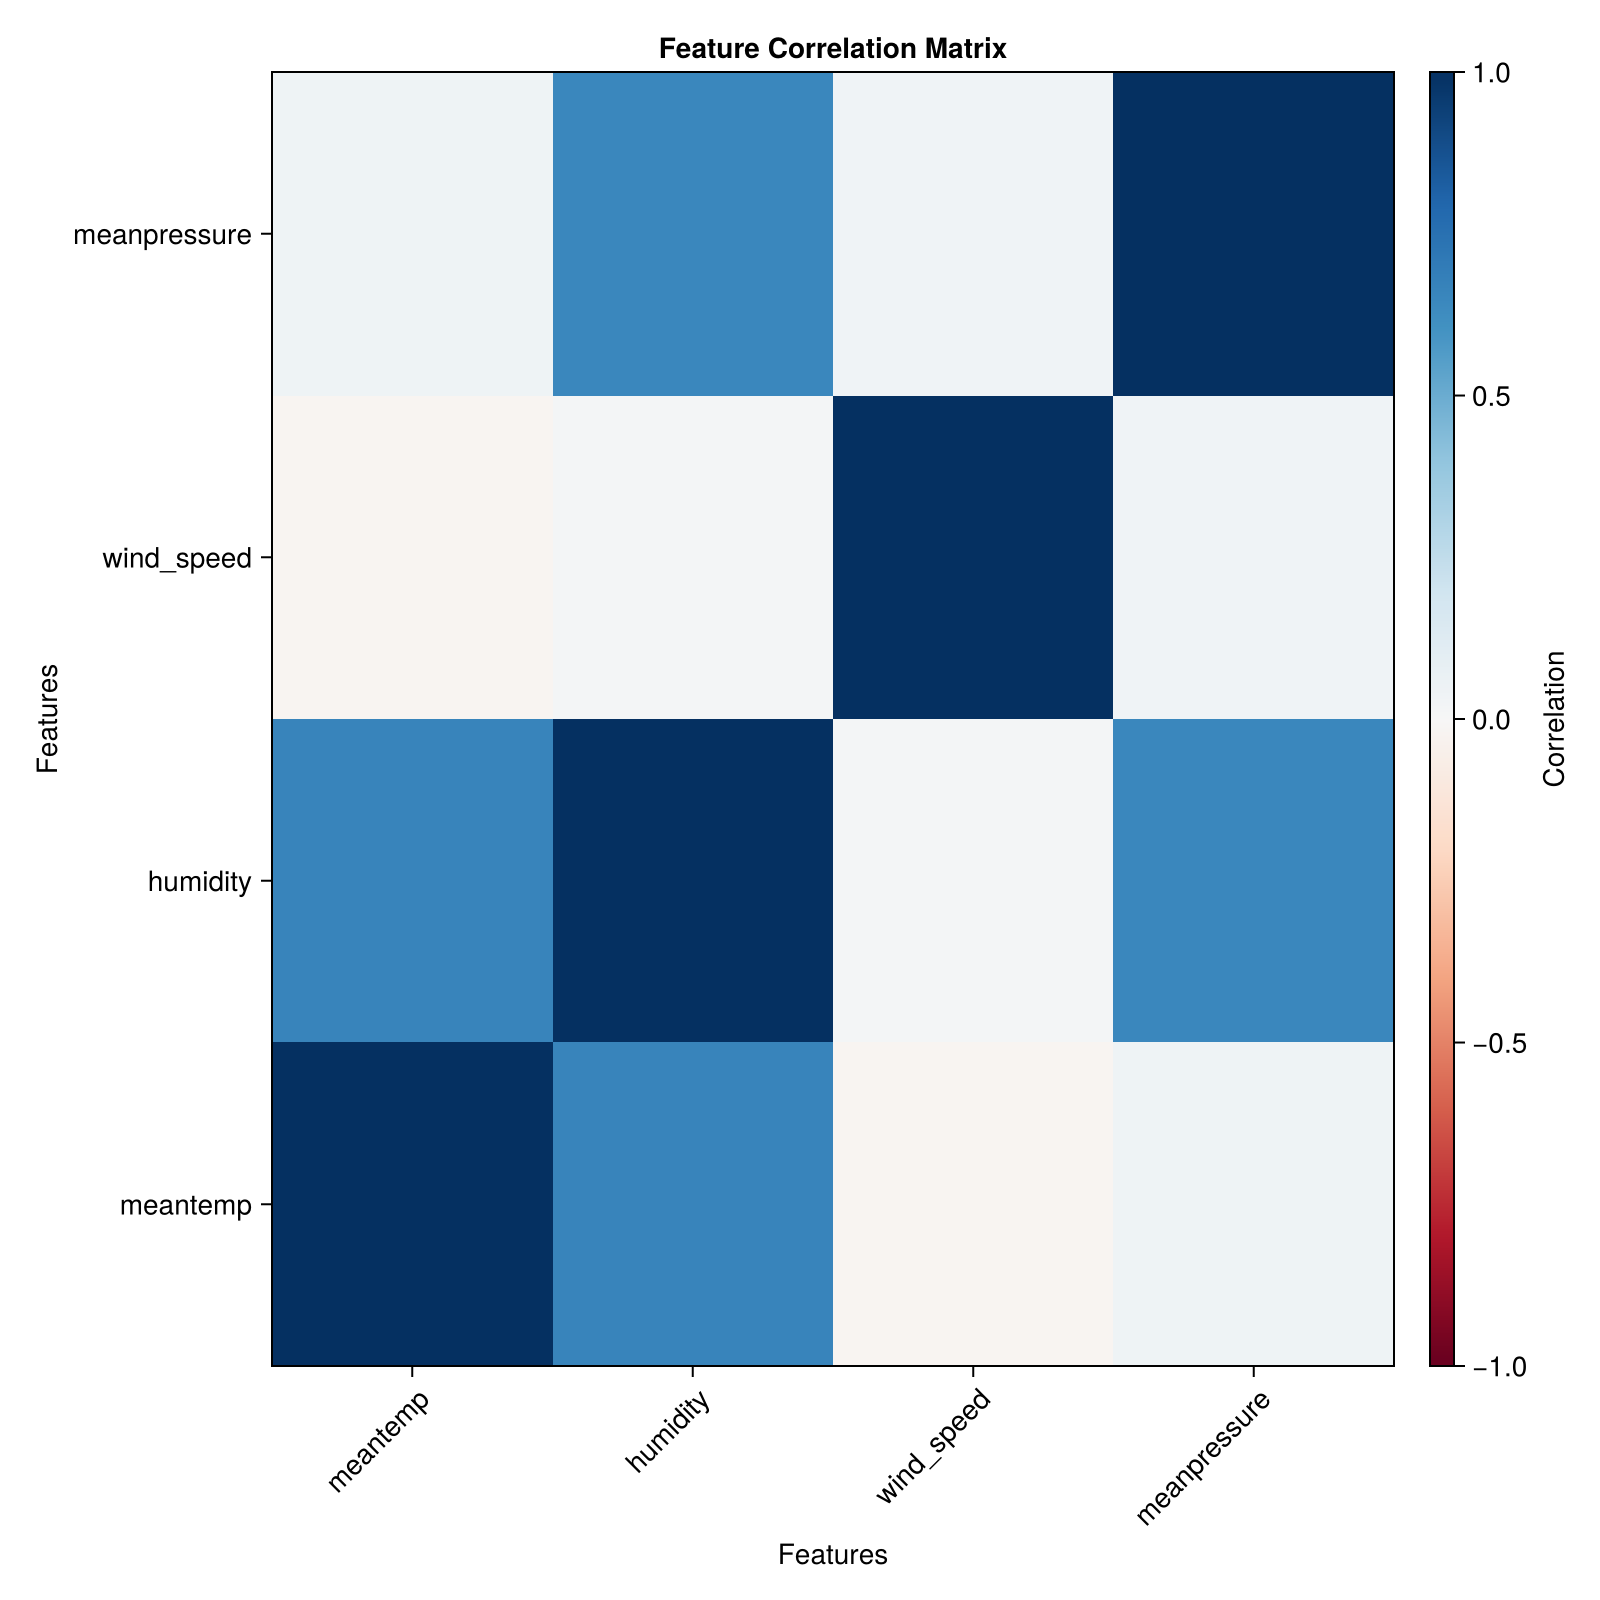 Feature Correlation Matrix
meanpressure
wind_speed
humidity
meantemp
Features
meantemp
humidity
wind_speed
meanpressure
Features
1.0
0.5
0.0
−0.5
−1.0
Correlation